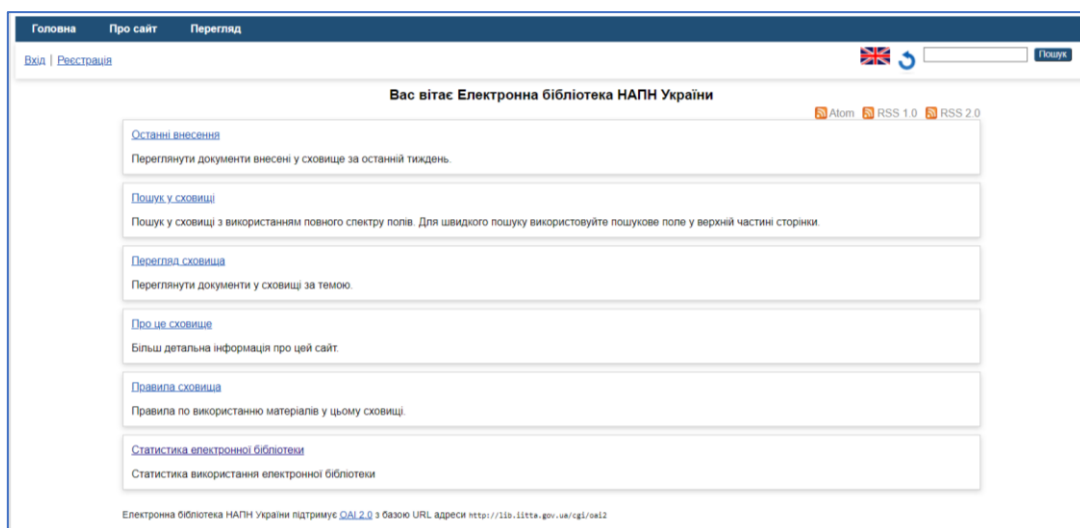 Головна Про сайт Перегляд
Вхід | Реєстрація Пошук
Вас вітає Електронна бібліотека НАПН України
Atom RSS 1.0 RSS 2.0
Останні внесення
Переглянути документи внесені у сховище за останній тиждень.
Пошук у сховищі
Пошук у сховищі з використанням повного спектру полів. Для швидкого пошуку використовуйте пошукове поле у верхній частині сторінки.
Перегляд сховища
Переглянути документи у сховищі за темою.
Про це сховище
Більш детальна інформація про цей сайт.
Правила сховища
Правила по використанню матеріалів у цьому сховищі.
Статистика електронної бібліотеки
Статистика використання електронної бібліотеки
Електронна бібліотека НАПН України підтримує OAI 2.0 з базою URL адреси http://lib.iitta.gov.ua/cgi/oai2